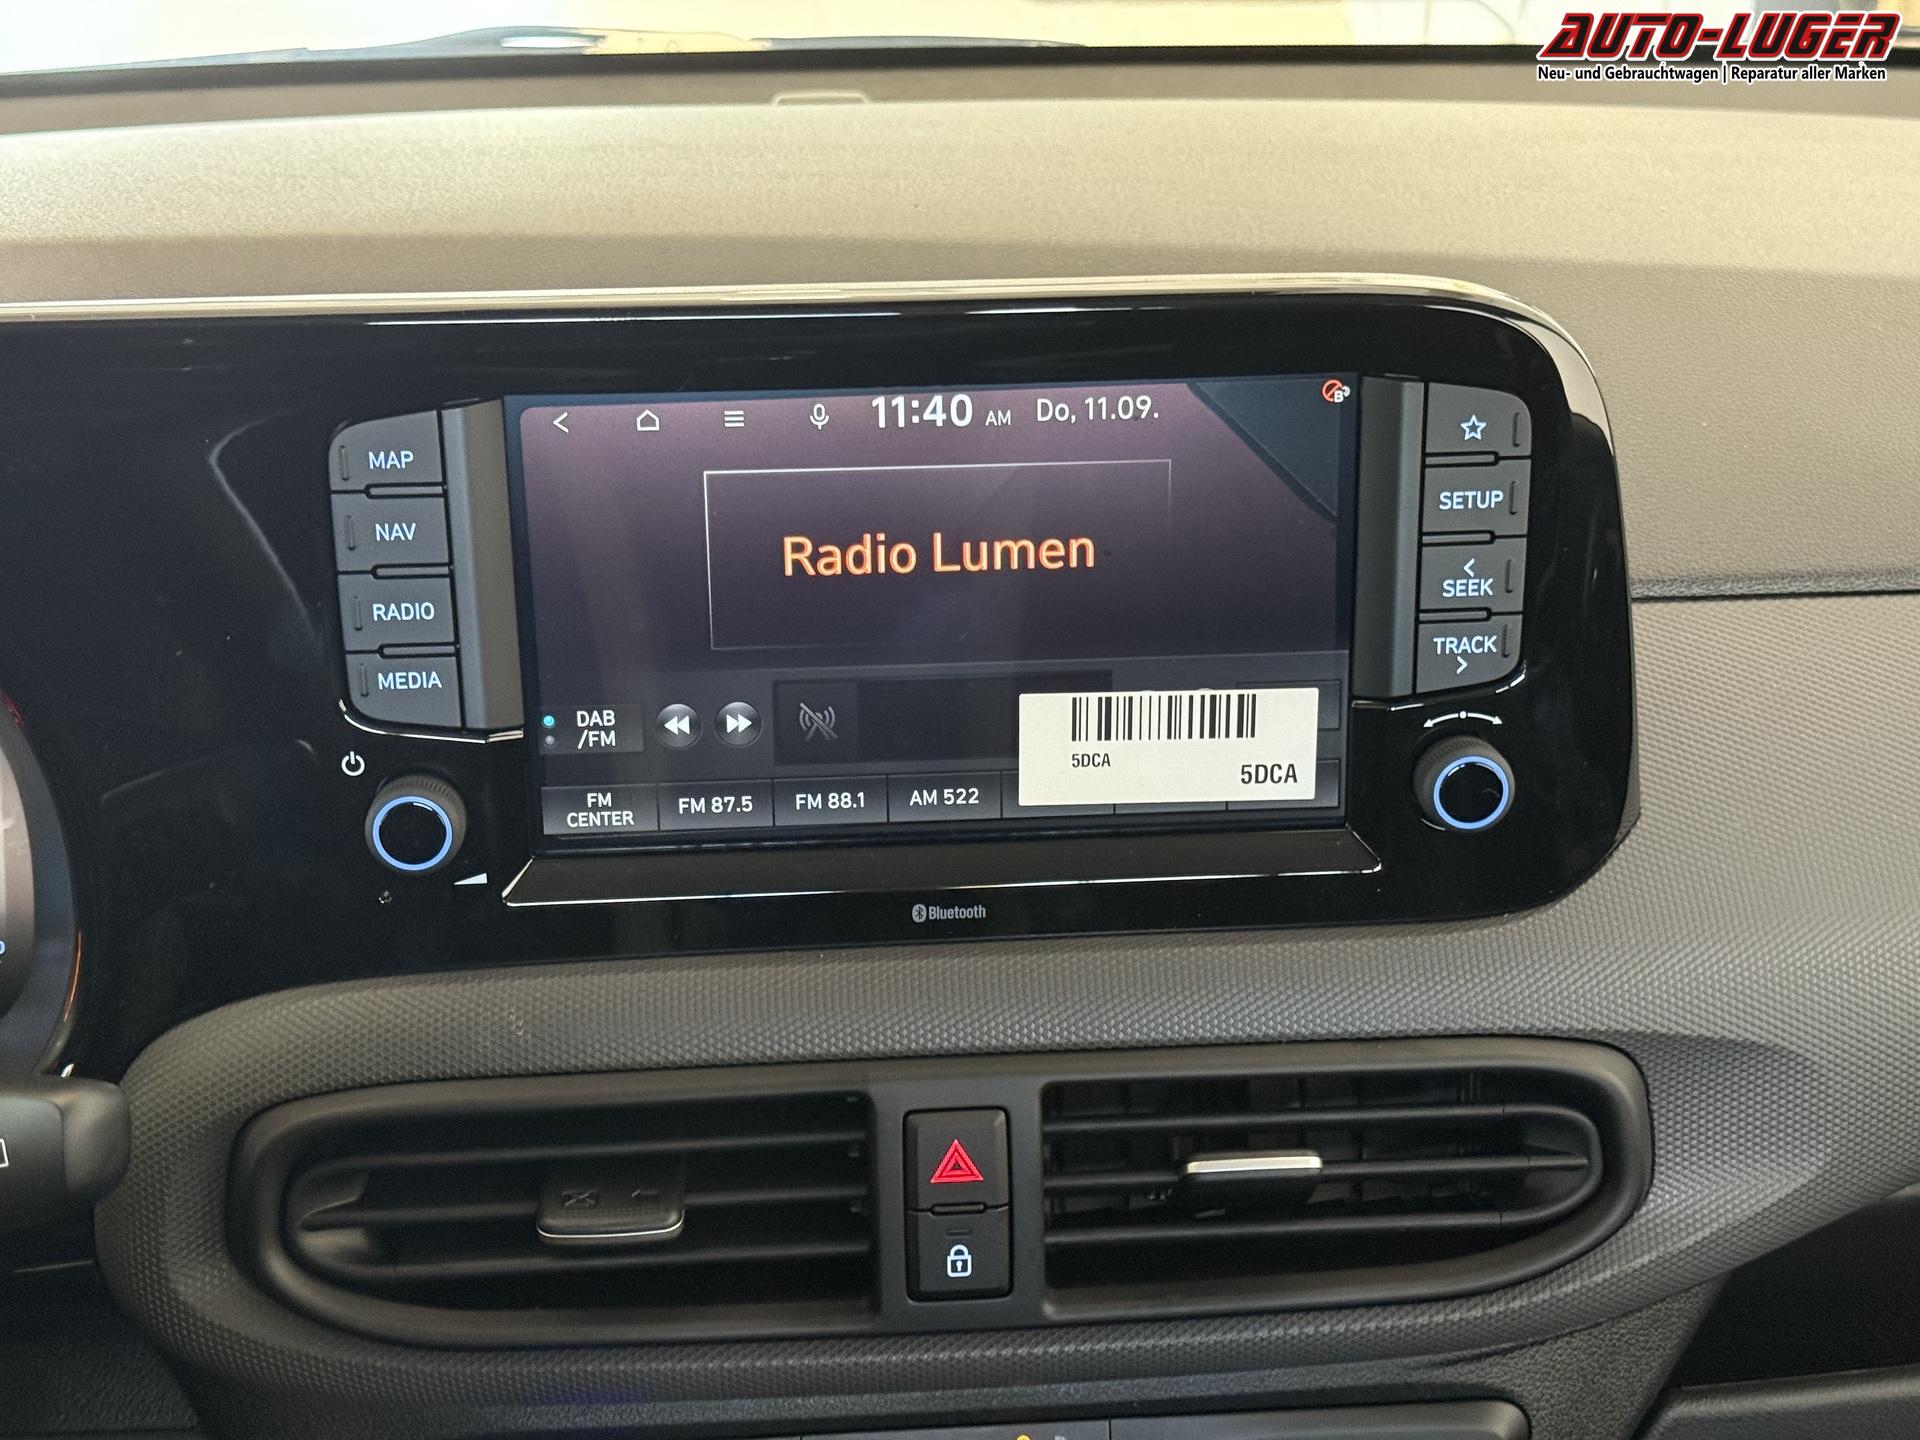 AUTO-LUGER
Neu- und Gebrauchtwagen | Reparatur aller Marken
11:40 AM Do, 11.09.
B
MAP
NAV
RADIO
MEDIA
Radio Lumen
SETUP
<
SEEK
TRACK
>
DAB
/FM
FM
CENTER
FM 87.5
FM 88.1
AM 522
5DCA
5DCA
Bluetooth